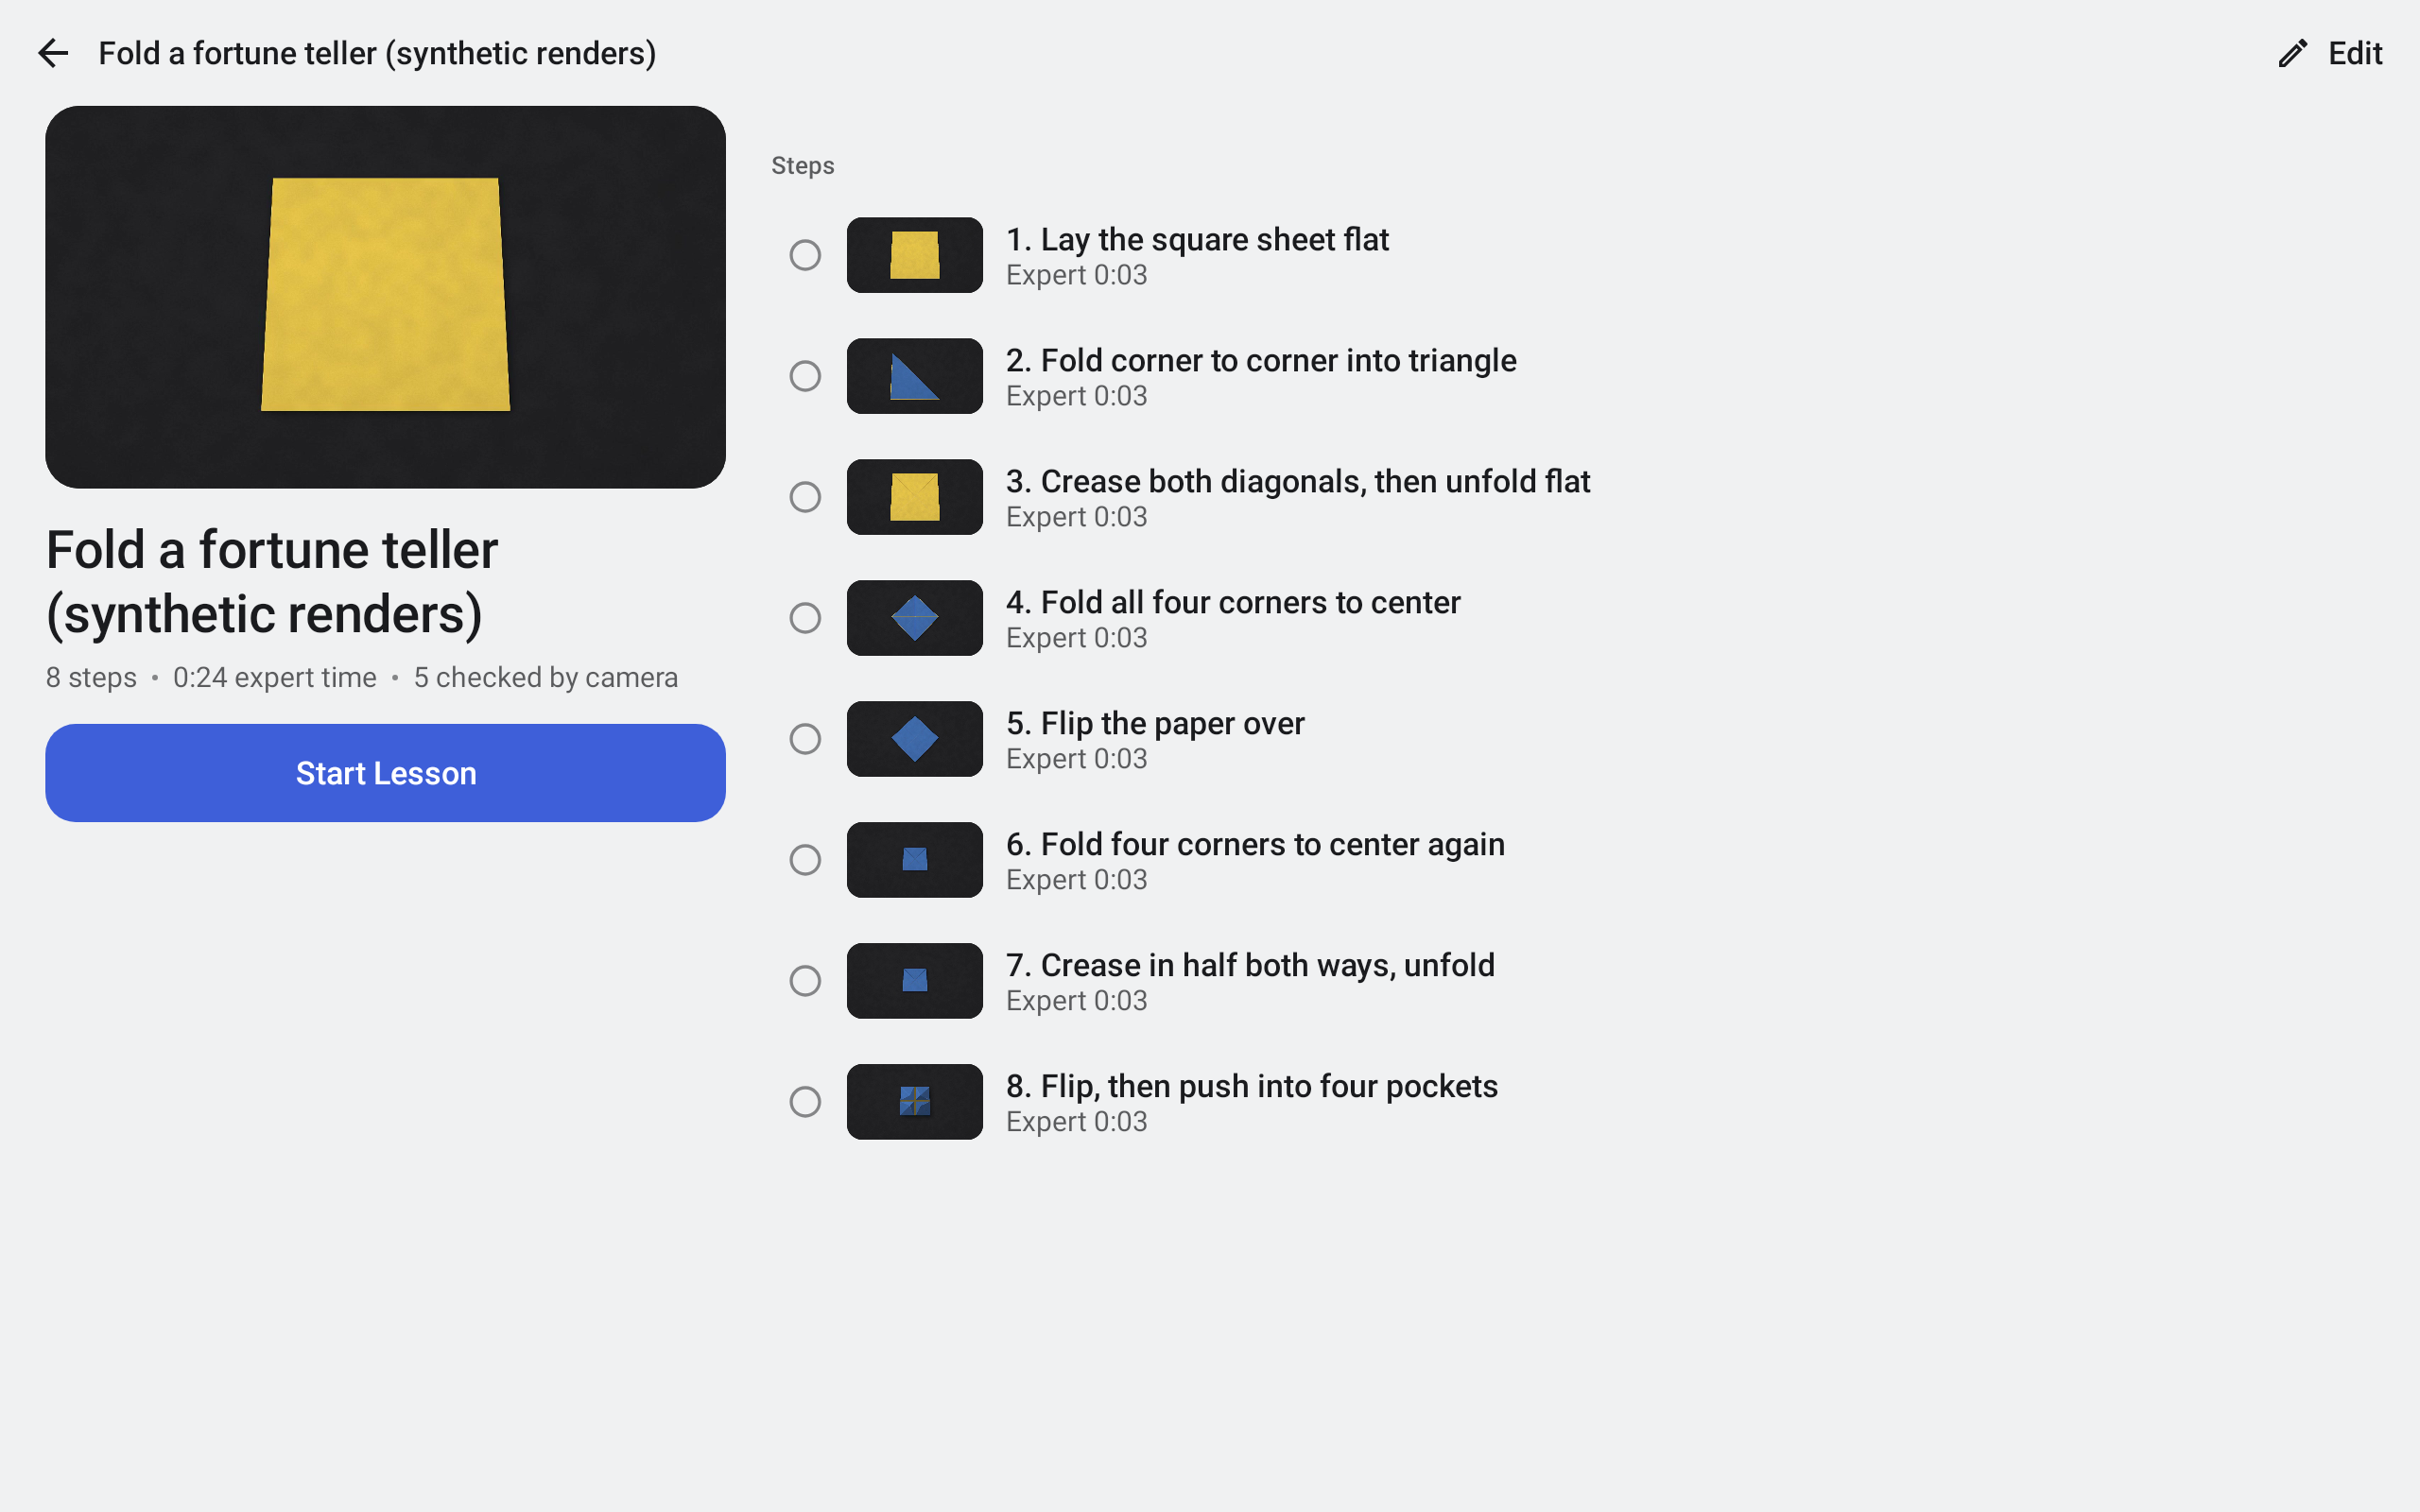 Fold a fortune teller (synthetic renders)
Edit
Fold a fortune teller
(synthetic renders)
8 steps • 0:24 expert time • 5 checked by camera
Start Lesson
Steps
1. Lay the square sheet flat
Expert 0:03
2. Fold corner to corner into triangle
Expert 0:03
3. Crease both diagonals, then unfold flat
Expert 0:03
4. Fold all four corners to center
Expert 0:03
5. Flip the paper over
Expert 0:03
6. Fold four corners to center again
Expert 0:03
7. Crease in half both ways, unfold
Expert 0:03
8. Flip, then push into four pockets
Expert 0:03